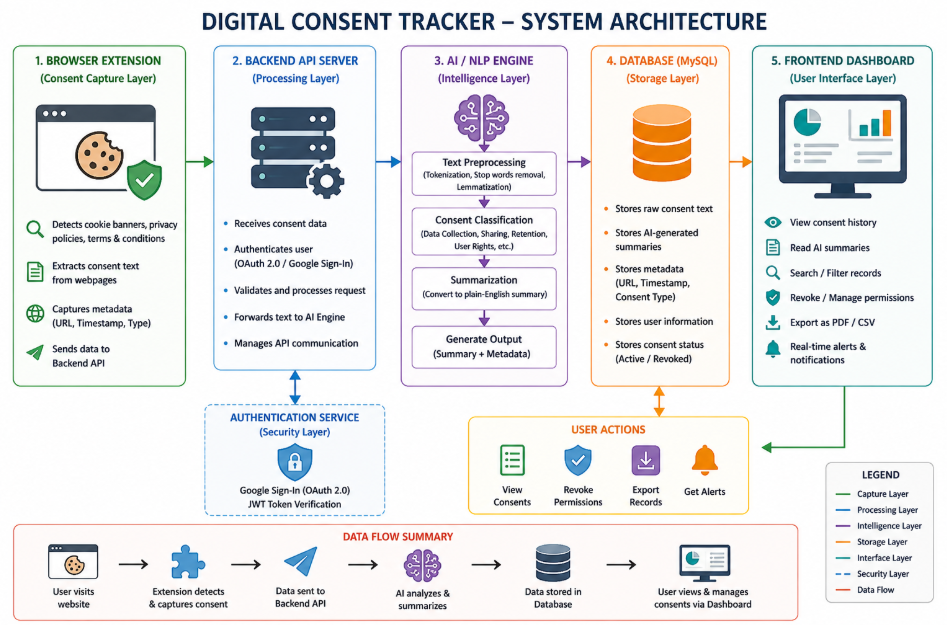 DIGITAL CONSENT TRACKER – SYSTEM ARCHITECTURE
1. BROWSER EXTENSION
(Consent Capture Layer)
Detects cookie banners, privacy
policies, terms & conditions
Extracts consent text
from webpages
Captures metadata
(URL, Timestamp, Type)
Sends data to
Backend API
2. BACKEND API SERVER
(Processing Layer)
• Receives consent data
• Authenticates user
(OAuth 2.0 / Google Sign-In)
• Validates and processes request
• Forwards text to AI Engine
• Manages API communication
3. AI / NLP ENGINE
(Intelligence Layer)
Text Preprocessing
(Tokenization, Stop words removal,
Lemmatization)
Consent Classification
(Data Collection, Sharing, Retention,
User Rights, etc.)
Summarization
(Convert to plain-English summary)
Generate Output
(Summary + Metadata)
4. DATABASE (MySQL)
(Storage Layer)
• Stores raw consent text
• Stores AI-generated
summaries
• Stores metadata
(URL, Timestamp,
Consent Type)
• Stores user information
• Stores consent status
(Active / Revoked)
5. FRONTEND DASHBOARD
(User Interface Layer)
View consent history
Read AI summaries
Search / Filter records
Revoke / Manage permissions
Export as PDF / CSV
Real-time alerts &
notifications
AUTHENTICATION SERVICE
(Security Layer)
Google Sign-In (OAuth 2.0)
JWT Token Verification
USER ACTIONS
View
Consents
Revoke
Permissions
Export
Records
Get Alerts
LEGEND
Capture Layer
Processing Layer
Intelligence Layer
Storage Layer
Interface Layer
Security Layer
Data Flow
DATA FLOW SUMMARY
User visits
website
Extension detects
& captures consent
Data sent to
Backend API
AI analyzes &
summarizes
Data stored in
Database
User views & manages
consents via Dashboard